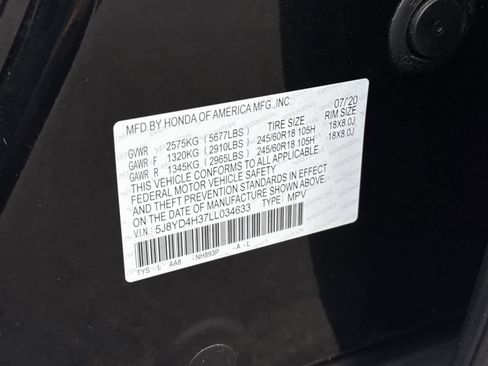 MFD.BY HONDA OF AMERICA MFG.,INC. 07/20
TIRE SIZE RIM SIZE
GVWR 2575KG (5677LBS)
GAWR F 1320KG (2910LBS) 245/60R18 105H 18X8.0J
GAWR R 1345KG (2965LBS) 245/60R18 105H 18X8.0J
THIS VEHICLE CONFORMS TO ALL APPLICABLE
FEDERAL MOTOR VEHICLE SAFETY
AND THEFT PREVENTION STANDARDS IN EFFECT
ON THE DATE OF MANUFACTURE SHOWN ABOVE.
V.I.N.: 5J8YD4H37LL034633 TYPE: MPV
TYS L AA8 - NH893P - A - L